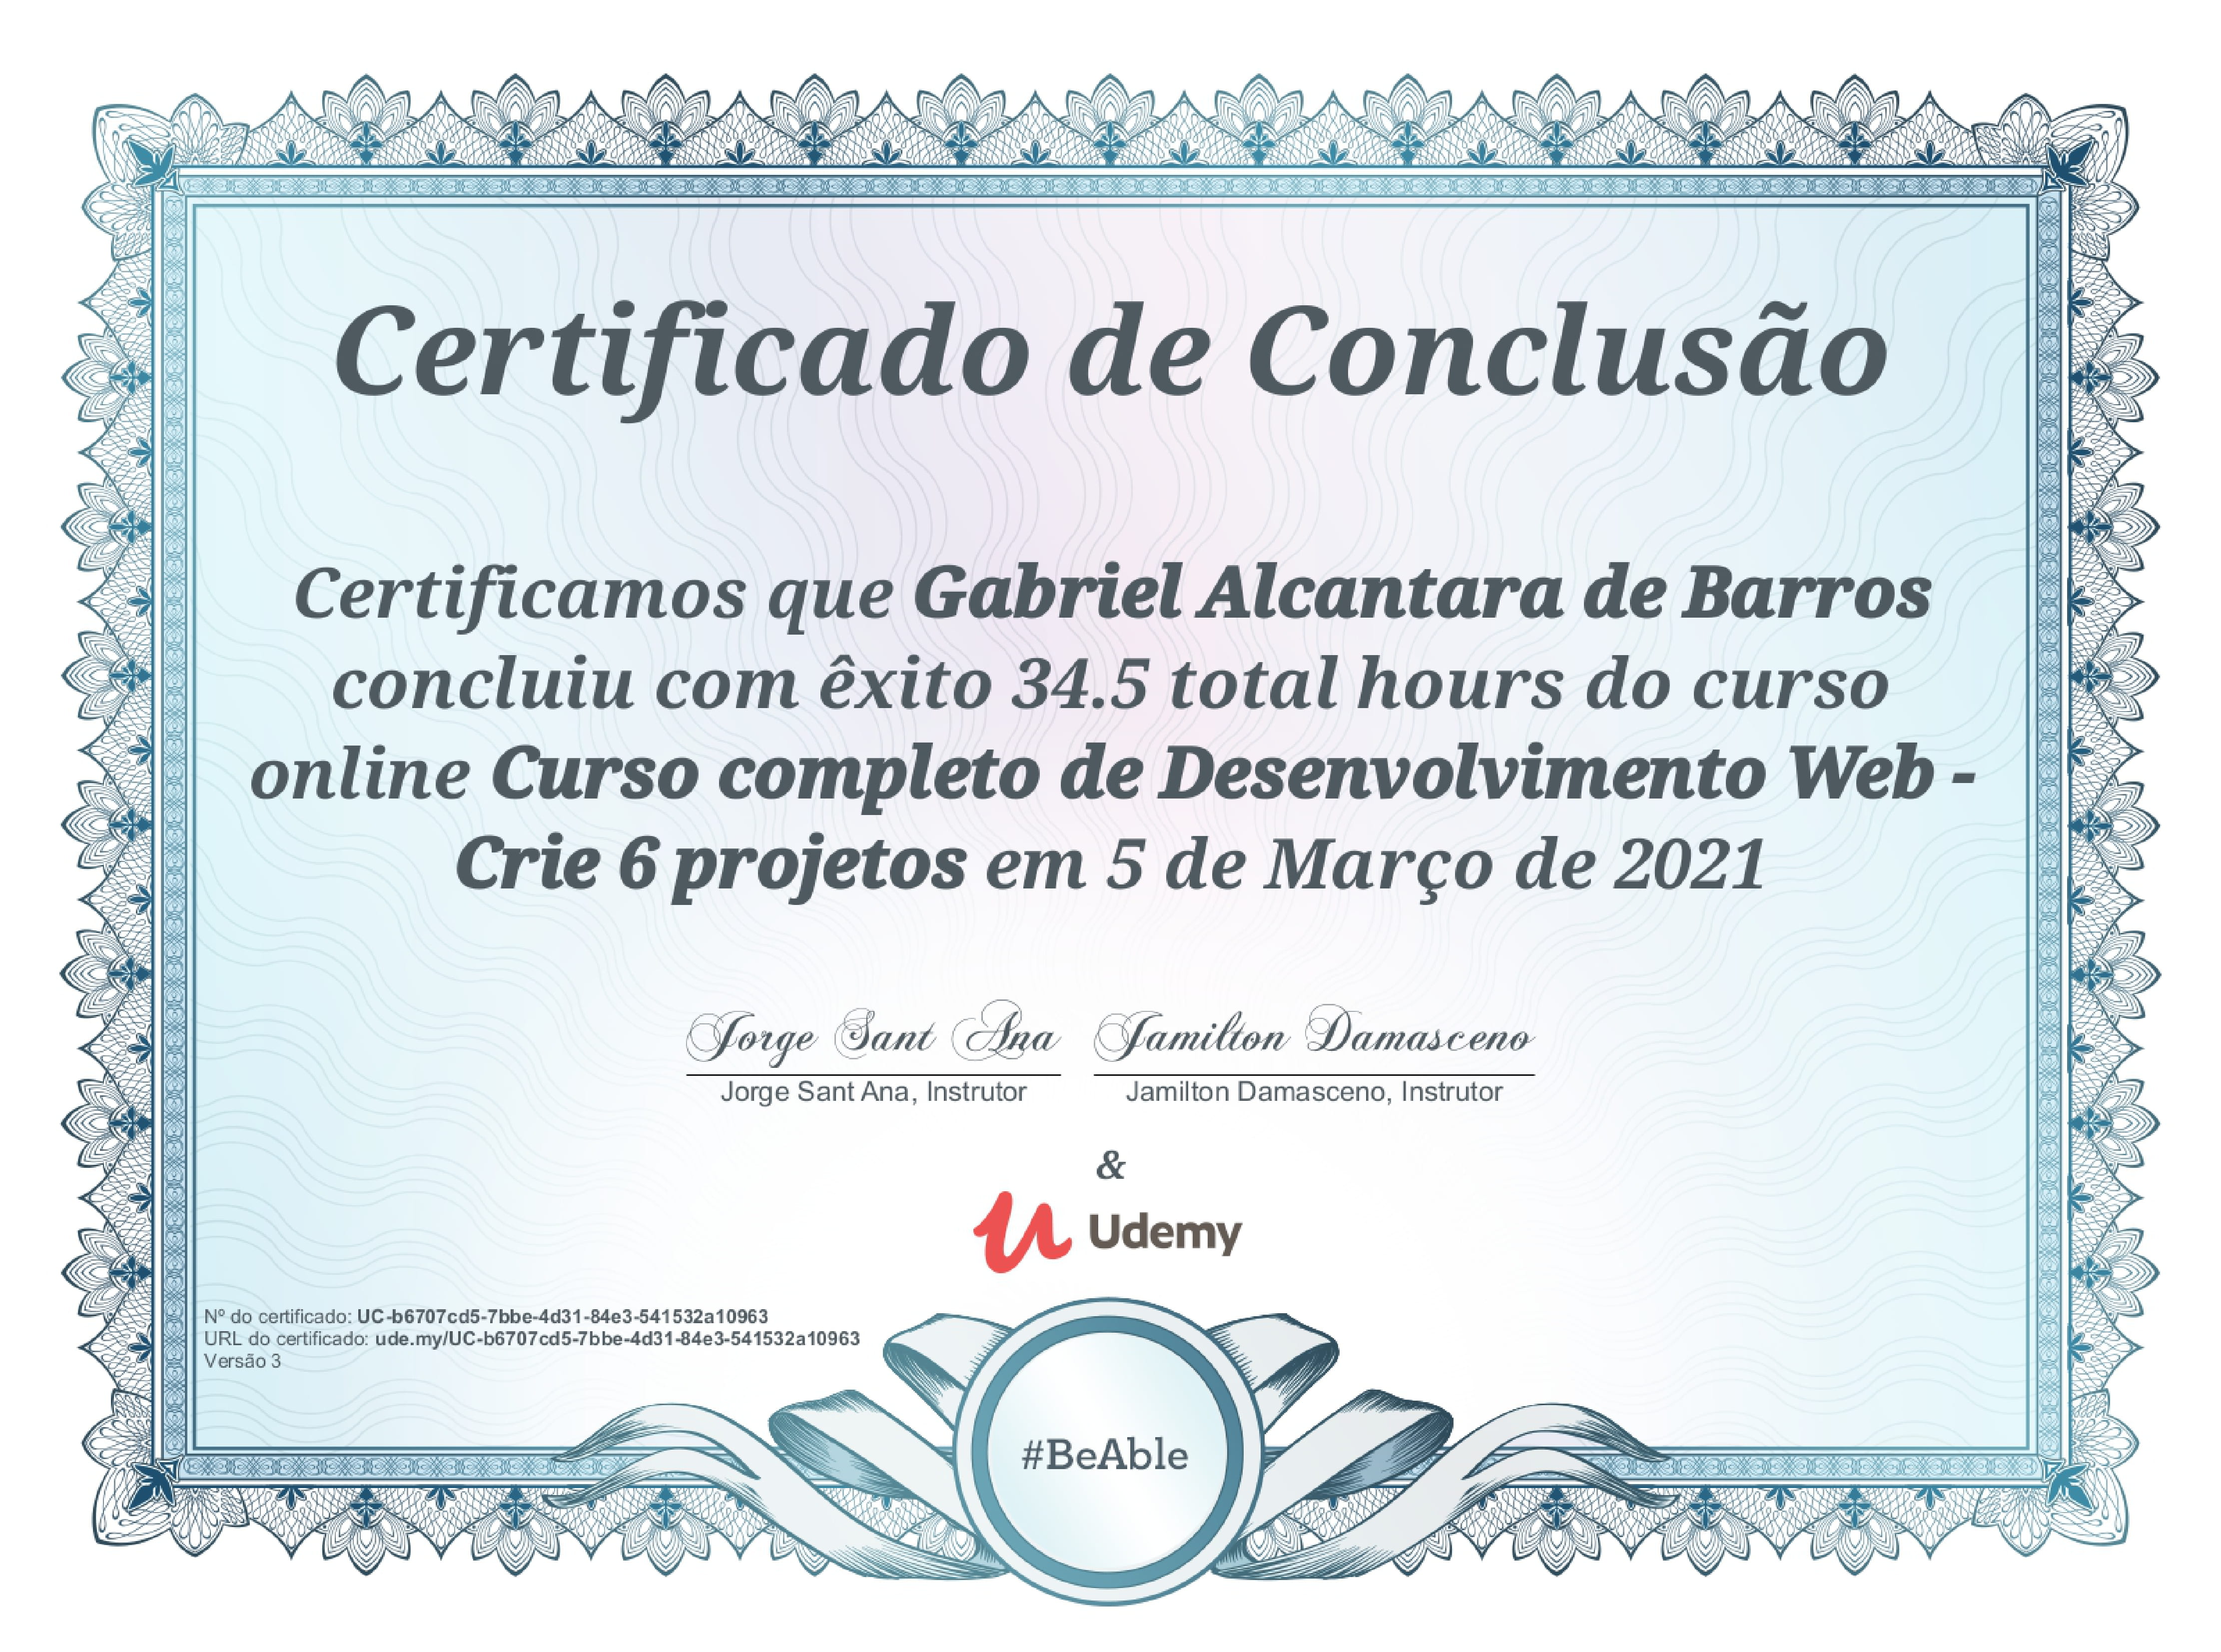 Certificado de Conclusão
Certificamos que Gabriel Alcantara de Barros
concluiu com êxito 34.5 total hours do curso
online Curso completo de Desenvolvimento Web -
Crie 6 projetos em 5 de Março de 2021
Jorge Sant Ana Jamilton Damasceno
Jorge Sant Ana, Instrutor Jamilton Damasceno, Instrutor
&
Udemy
Nº do certificado: UC-b6707cd5-7bbe-4d31-84e3-541532a10963
URL do certificado: ude.my/UC-b6707cd5-7bbe-4d31-84e3-541532a10963
Versão 3
#BeAble